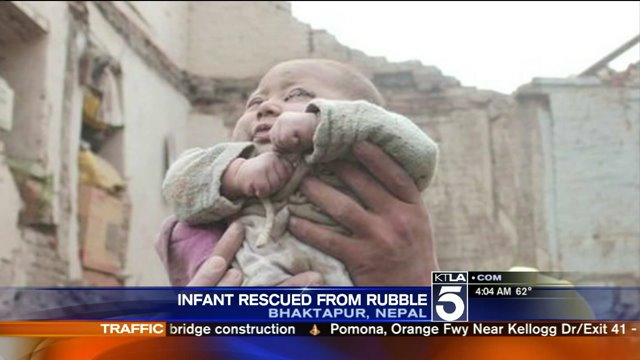 INFANT RESCUED FROM RUBBLE
BHAKTAPUR, NEPAL
KTLA .COM
5
4:04 AM 62°
TRAFFIC bridge construction Pomona, Orange Fwy Near Kellogg Dr/Exit 41 -